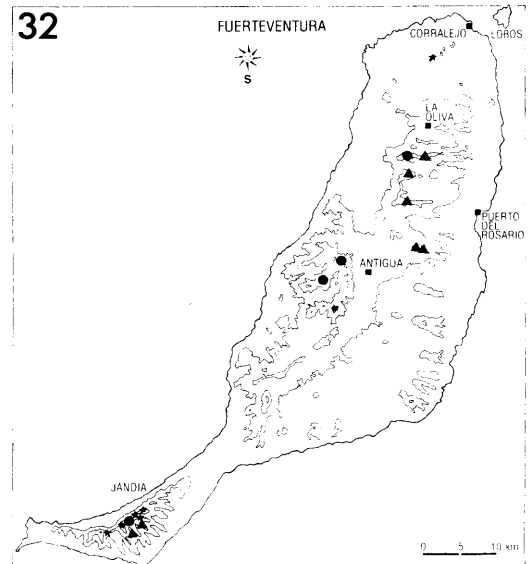 32
FUERTEVENTURA
S
CORRALEJO
LOBOS
LA
OLIVA
PUERTO
DEL
ROSARIO
ANTIGUA
JANDIA
0 5 10 km